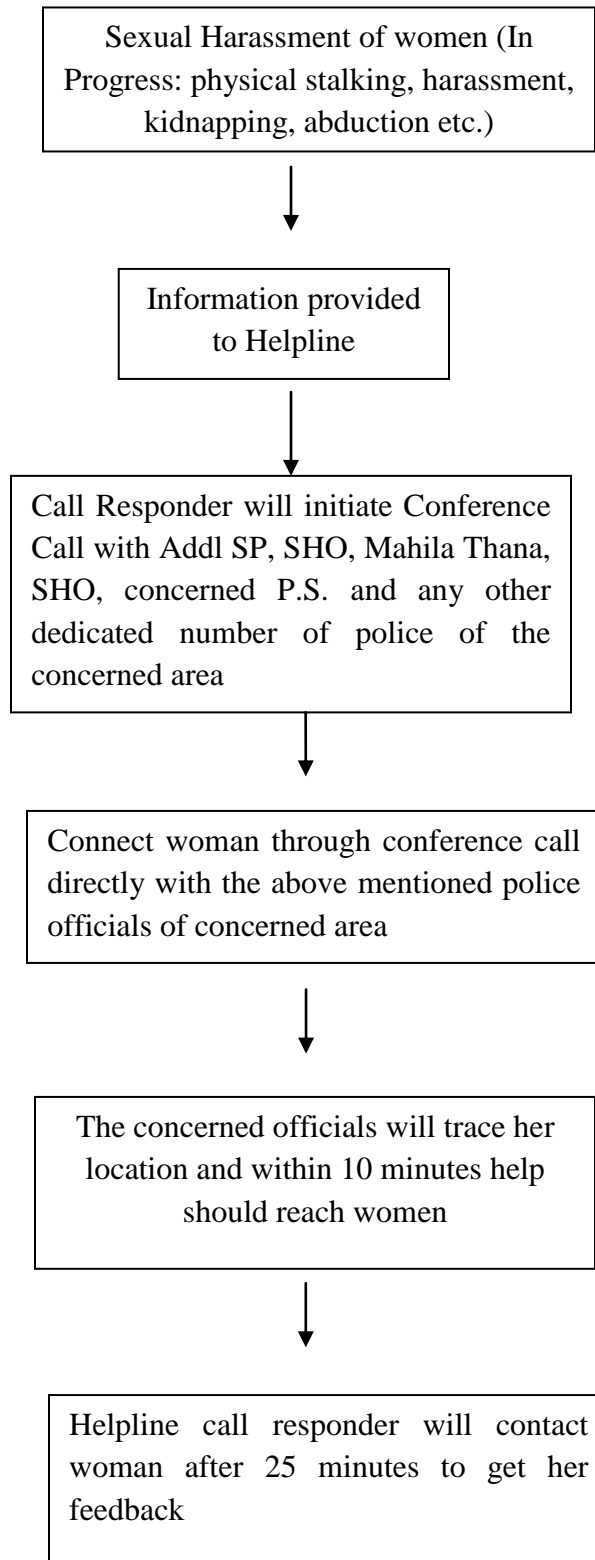 Sexual Harassment of women (In
Progress: physical stalking, harassment,
kidnapping, abduction etc.)
Information provided
to Helpline
Call Responder will initiate Conference
Call with Addl SP, SHO, Mahila Thana,
SHO, concerned P.S. and any other
dedicated number of police of the
concerned area
Connect woman through conference call
directly with the above mentioned police
officials of concerned area
The concerned officials will trace her
location and within 10 minutes help
should reach women
Helpline call responder will contact
woman after 25 minutes to get her
feedback